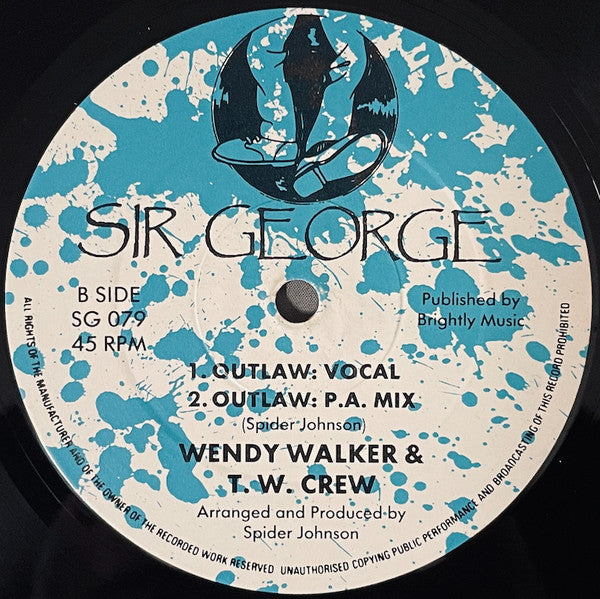 SIR GEORGE
B SIDE
SG 079
45 RPM
Published by
Brightly Music
1. OUTLAW: VOCAL
2. OUTLAW: P.A. MIX
(Spider Johnson)
WENDY WALKER &
T. W. CREW
Arranged and Produced by
Spider Johnson
ALL RIGHTS OF THE MANUFACTURER AND OF THE OWNER OF THE RECORDED WORK RESERVED UNAUTHORISED COPYING PUBLIC PERFORMANCE AND BROADCASTING OF THIS RECORD PROHIBITED